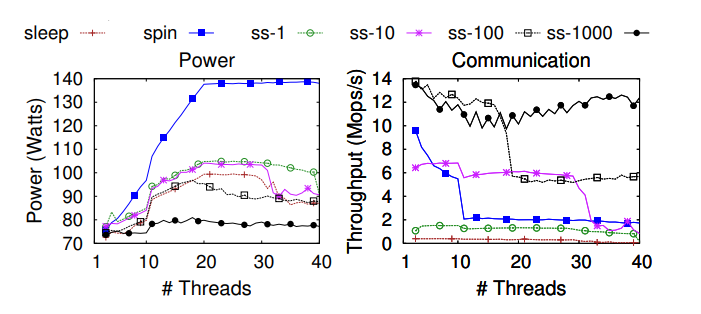 sleep spin ss-1 ss-10 ss-100 ss-1000
Power
Communication
Power (Watts)
140
130
120
110
100
90
80
70
1 10 20 30 40
# Threads
Throughput (Mops/s)
14
12
10
8
6
4
2
0
1 10 20 30 40
# Threads